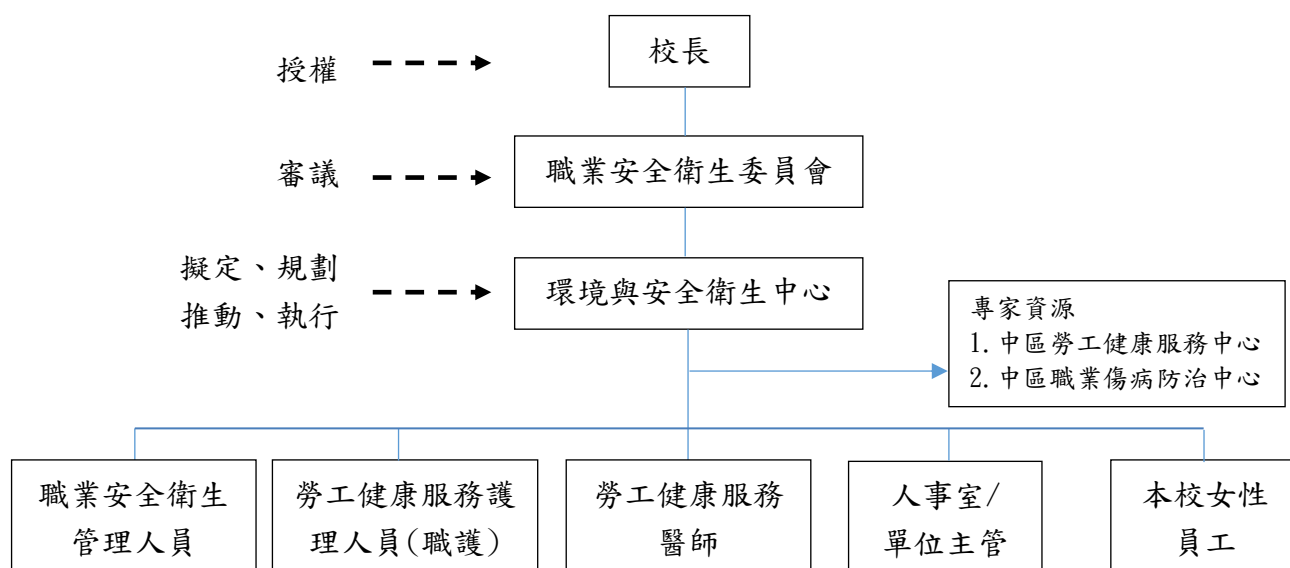 校長
授權
職業安全衛生委員會
審議
擬定、規劃
推動、執行
環境與安全衛生中心
專家資源
1.中區勞工健康服務中心
2.中區職業傷病防治中心
職業安全衛生
管理人員
勞工健康服務護
理人員(職護)
勞工健康服務
醫師
人事室/
單位主管
本校女性
員工